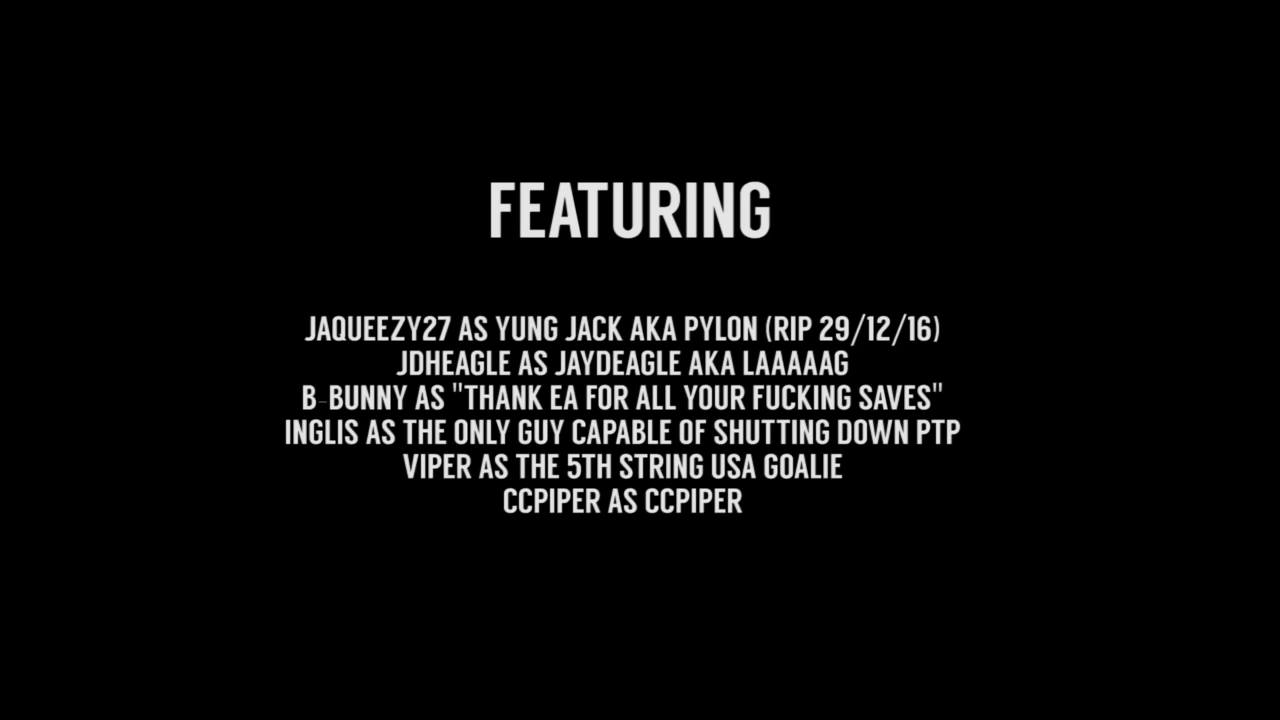 FEATURING
JAQUEEZY27 AS YUNG JACK AKA PYLON (RIP 29/12/16)
JDHEAGLE AS JAYDEAGLE AKA LAAAAAG
B-BUNNY AS "THANK EA FOR ALL YOUR FUCKING SAVES"
INGLIS AS THE ONLY GUY CAPABLE OF SHUTTING DOWN PTP
VIPER AS THE 5TH STRING USA GOALIE
CCPIPER AS CCPIPER